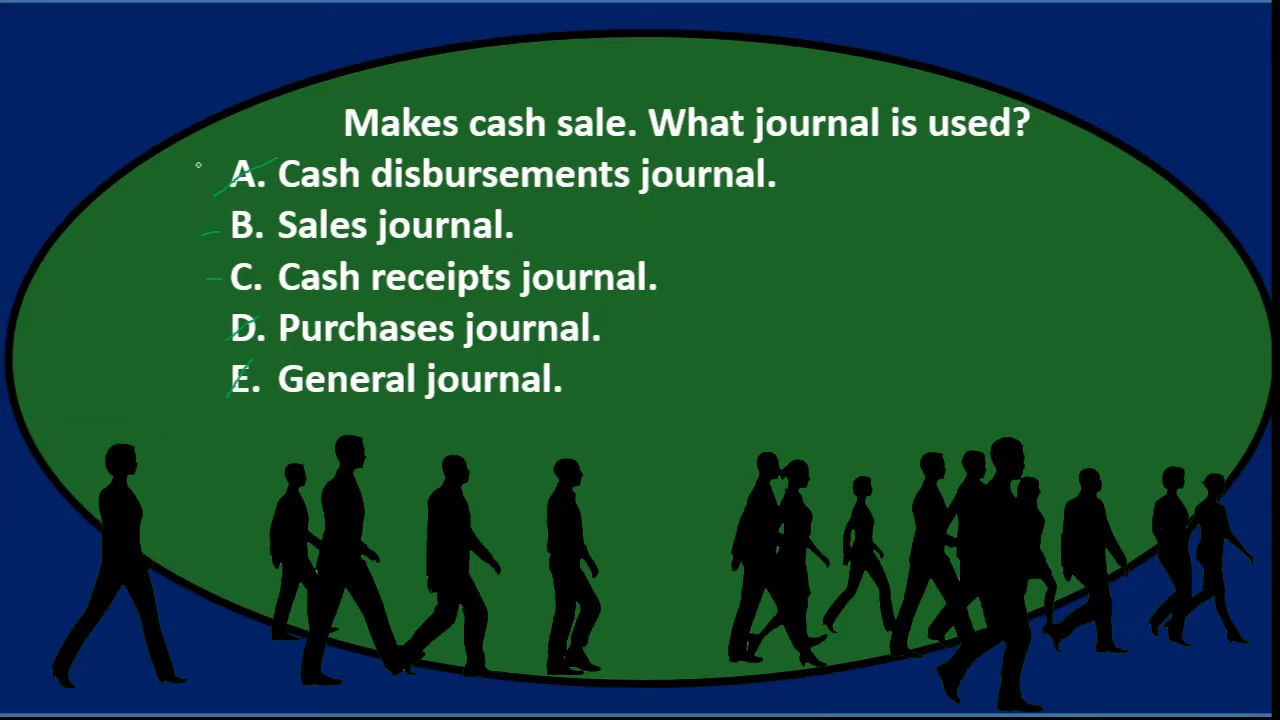 Makes cash sale. What journal is used?
A. Cash disbursements journal.
B. Sales journal.
C. Cash receipts journal.
D. Purchases journal.
E. General journal.